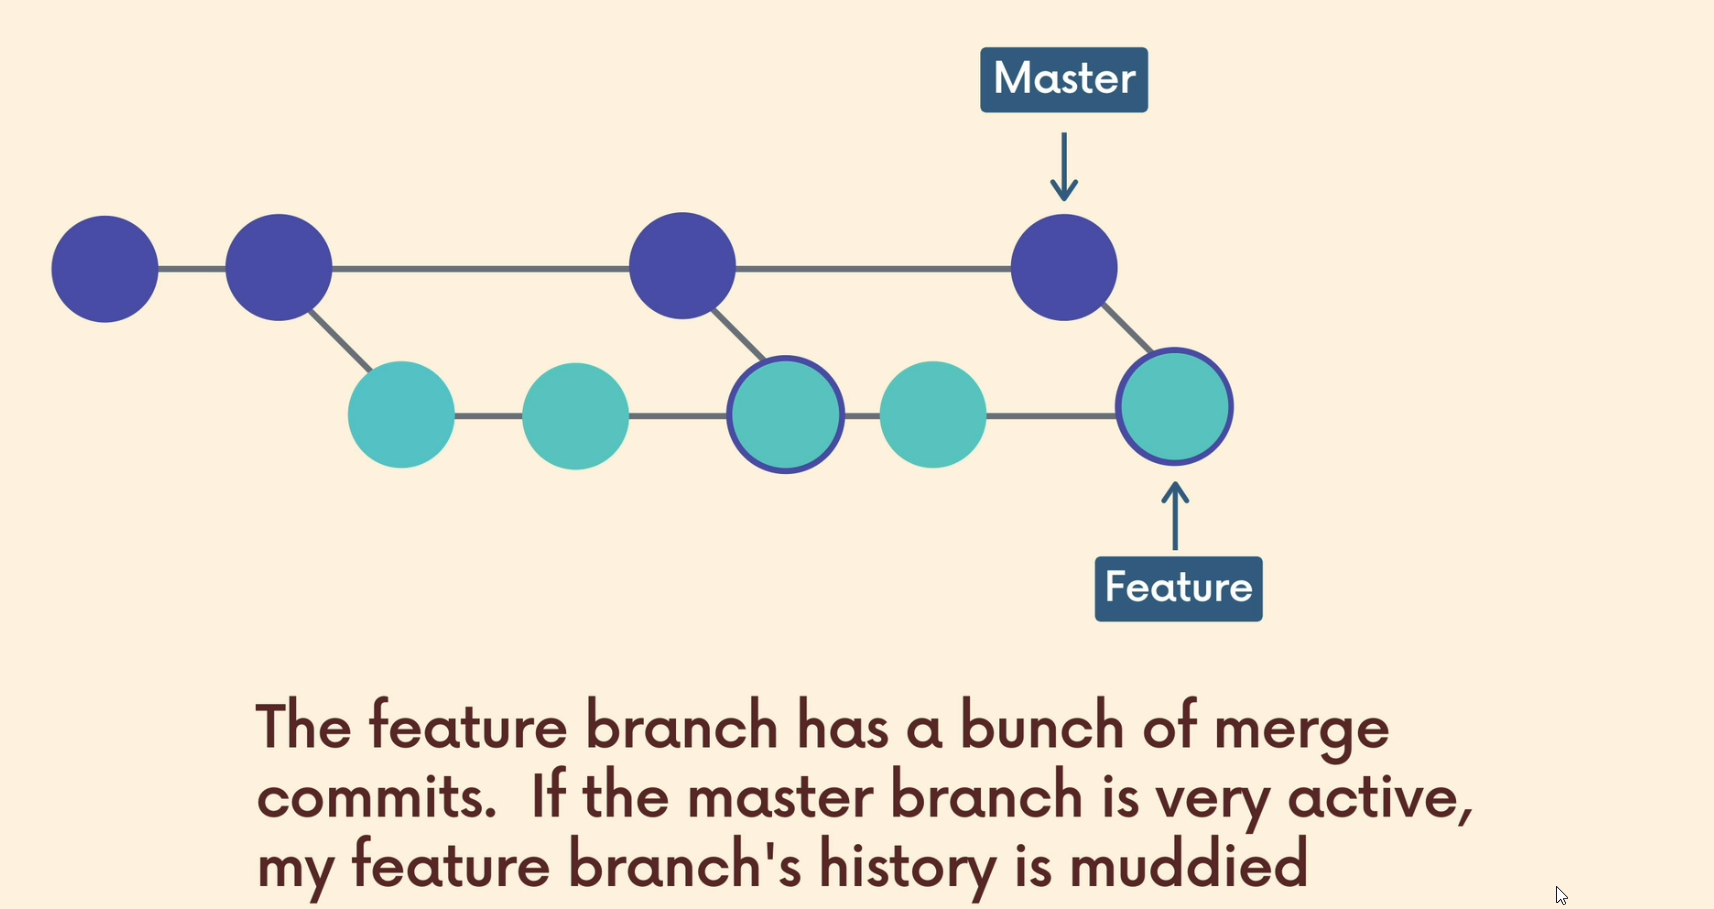 Master
Feature
The feature branch has a bunch of merge
commits.  If the master branch is very active,
my feature branch's history is muddied